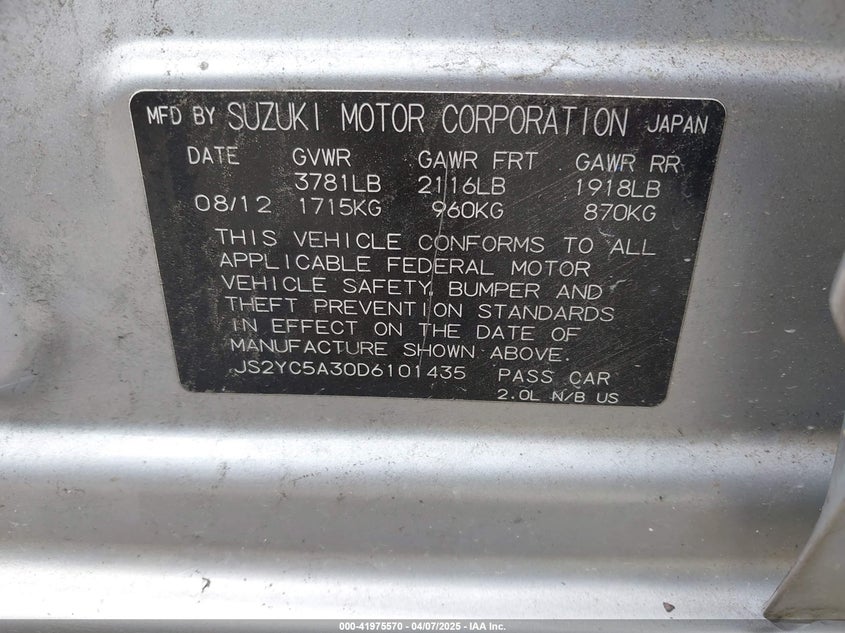 MFD BY SUZUKI MOTOR CORPORATION JAPAN
DATE GVWR GAWR FRT GAWR RR
3781LB 2116LB 1918LB
08/12 1715KG 960KG 870KG
THIS VEHICLE CONFORMS TO ALL
APPLICABLE FEDERAL MOTOR
VEHICLE SAFETY, BUMPER AND
THEFT PREVENTION STANDARDS
IN EFFECT ON THE DATE OF
MANUFACTURE SHOWN ABOVE.
JS2YC5A30D6101435 PASS CAR
2.0L N/B US
000-41975570 - 04/07/2025 - IAA Inc.